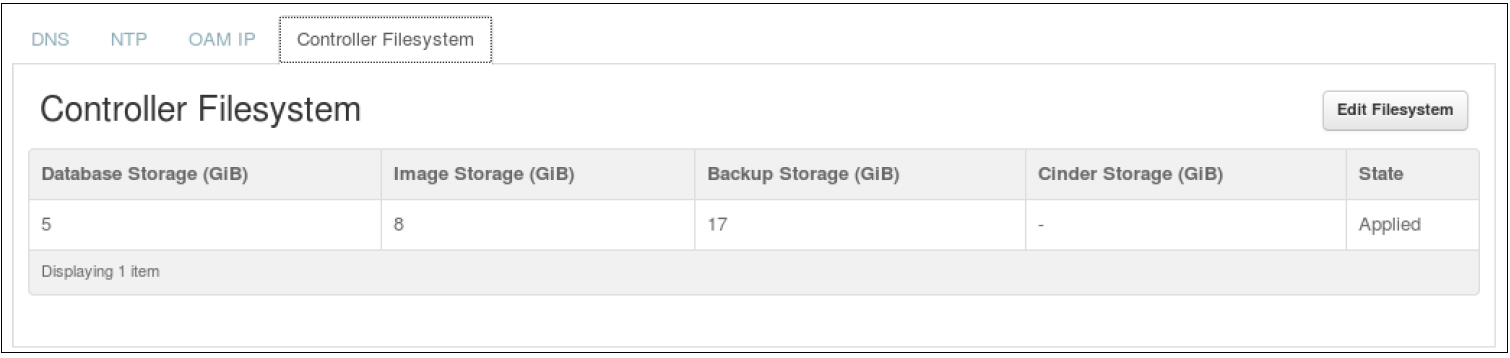 DNS NTP OAM IP Controller Filesystem
Controller Filesystem Edit Filesystem
Database Storage (GiB) Image Storage (GiB) Backup Storage (GiB) Cinder Storage (GiB) State
5 8 17 - Applied
Displaying 1 item